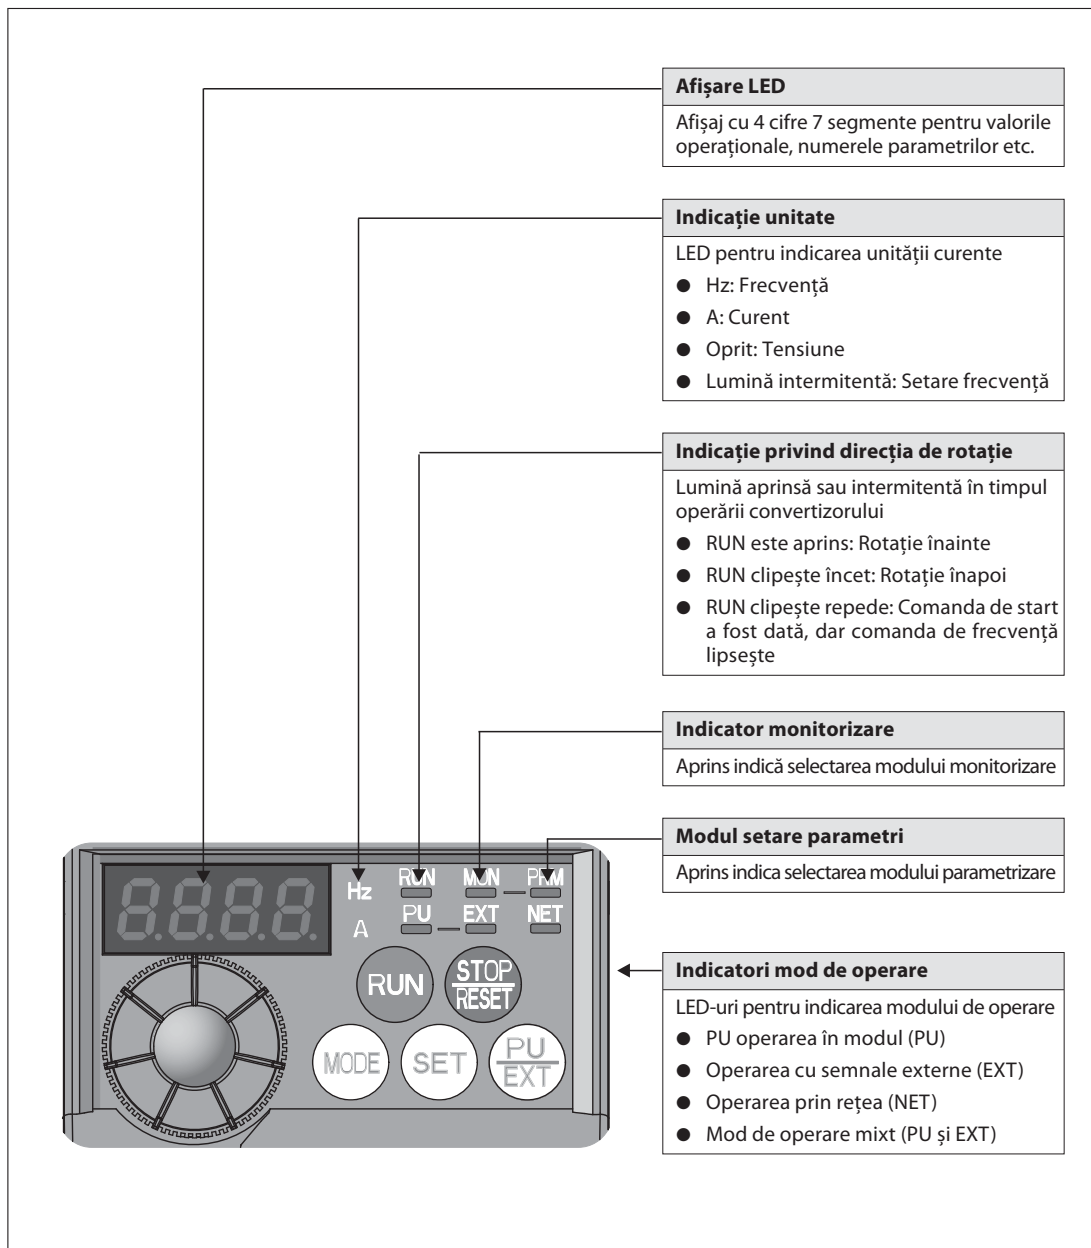 Afișare LED
Afișaj cu 4 cifre 7 segmente pentru valorile
operaționale, numerele parametrilor etc.
Indicație unitate
LED pentru indicarea unității curente
● Hz: Frecvență
● A: Curent
● Oprit: Tensiune
● Lumină intermitentă: Setare frecvență
Indicație privind direcția de rotație
Lumină aprinsă sau intermitentă în timpul
operării convertizorului
● RUN este aprins: Rotație înainte
● RUN clipește încet: Rotație înapoi
● RUN clipește repede: Comanda de start
a fost dată, dar comanda de frecvență
lipsește
Indicator monitorizare
Aprins indică selectarea modului monitorizare
Modul setare parametri
Aprins indica selectarea modului parametrizare
Indicatori mod de operare
LED-uri pentru indicarea modului de operare
● PU operarea în modul (PU)
● Operarea cu semnale externe (EXT)
● Operarea prin rețea (NET)
● Mod de operare mixt (PU și EXT)
8.8.8.8.
Hz RUN MON PRM
A PU EXT NET
RUN
STOP
RESET
MODE
SET
PU
EXT